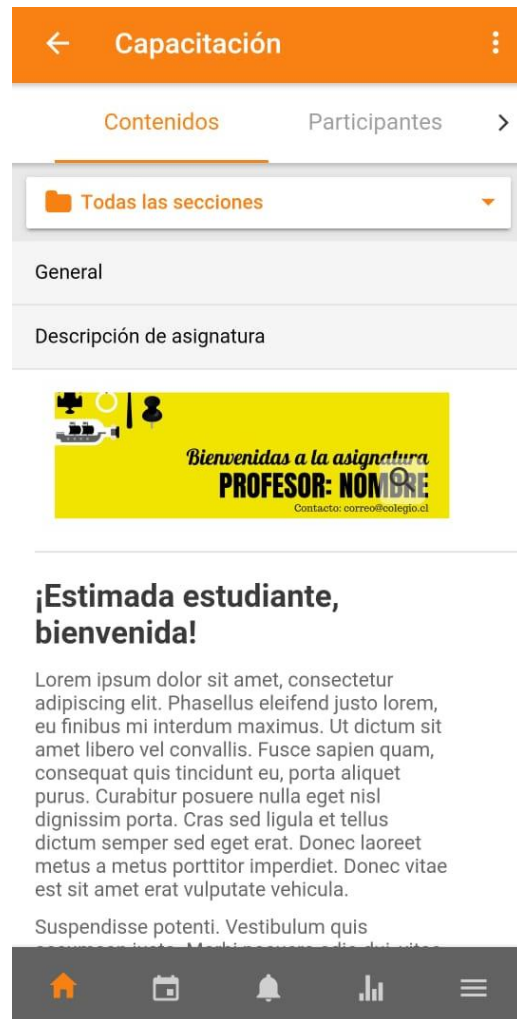 Capacitación
Contenidos Participantes
Todas las secciones
General
Descripción de asignatura
Bienvenidas a la asignatura
PROFESOR: NOMBRE
Contacto: correo@colegio.cl
¡Estimada estudiante,
bienvenida!
Lorem ipsum dolor sit amet, consectetur
adipiscing elit. Phasellus eleifend justo lorem,
eu finibus mi interdum maximus. Ut dictum sit
amet libero vel convallis. Fusce sapien quam,
consequat quis tincidunt eu, porta aliquet
purus. Curabitur posuere nulla eget nisl
dignissim porta. Cras sed ligula et tellus
dictum semper sed eget erat. Donec laoreet
metus a metus porttitor imperdiet. Donec vitae
est sit amet erat vulputate vehicula.
Suspendisse potenti. Vestibulum quis